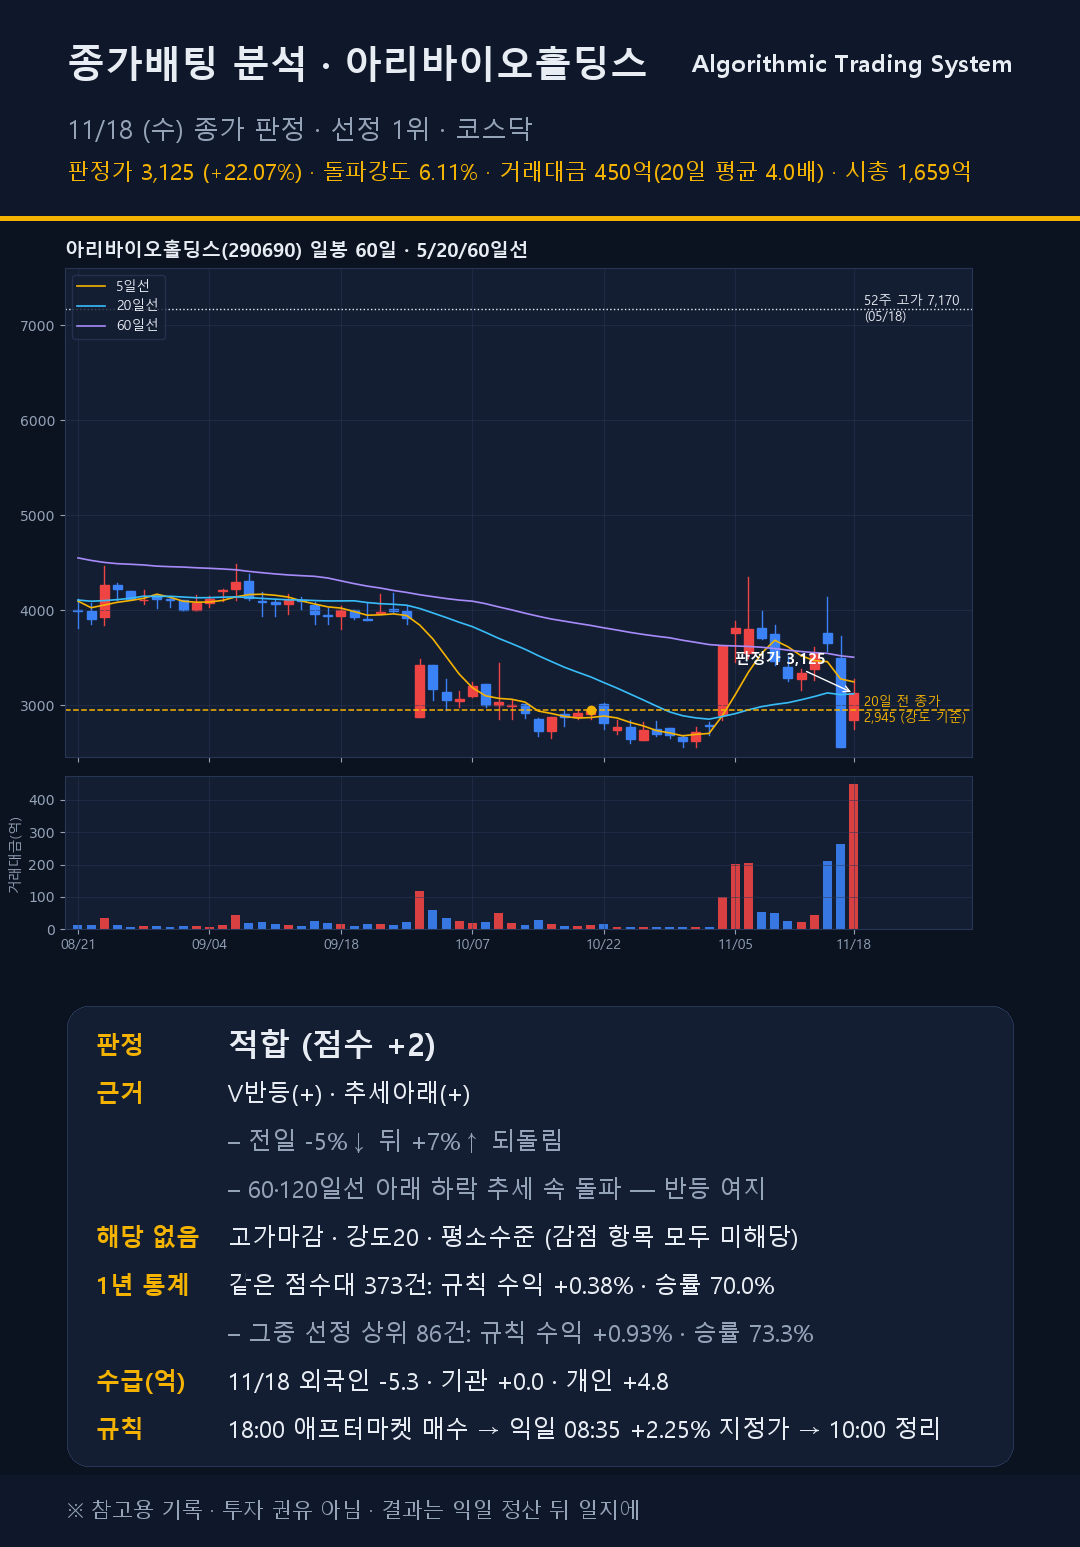 종가배팅 분석 · 아리바이오홀딩스
Algorithmic Trading System
11/18 (수) 종가 판정 · 선정 1위 · 코스닥
판정가 3,125 (+22.07%) · 돌파강도 6.11% · 거래대금 450억(20일 평균 4.0배) · 시총 1,659억
아리바이오홀딩스(290690) 일봉 60일 · 5/20/60일선
5일선
20일선
60일선
52주 고가 7,170
(05/18)
7000
6000
5000
4000
3000
판정가 3,125
20일 전 종가
2,945 (강도 기준)
거래대금(억)
400
300
200
100
0
08/21
09/04
09/18
10/07
10/22
11/05
11/18
판정 적합 (점수 +2)
근거 V반등(+) · 추세아래(+)
– 전일 -5%↓ 뒤 +7%↑ 되돌림
– 60·120일선 아래 하락 추세 속 돌파 — 반등 여지
해당 없음 고가마감 · 강도20 · 평소수준 (감점 항목 모두 미해당)
1년 통계 같은 점수대 373건: 규칙 수익 +0.38% · 승률 70.0%
– 그중 선정 상위 86건: 규칙 수익 +0.93% · 승률 73.3%
수급(억) 11/18 외국인 -5.3 · 기관 +0.0 · 개인 +4.8
규칙 18:00 애프터마켓 매수 → 익일 08:35 +2.25% 지정가 → 10:00 정리
※ 참고용 기록 · 투자 권유 아님 · 결과는 익일 정산 뒤 일지에